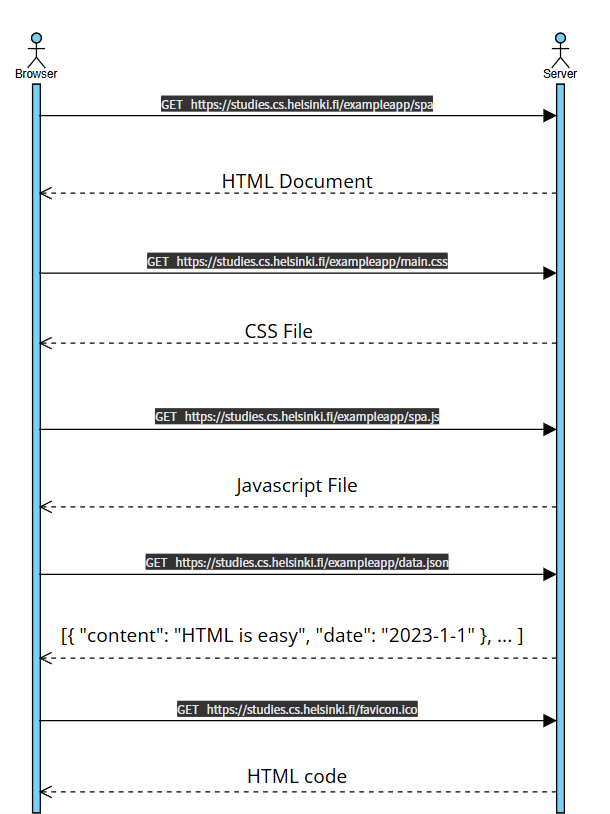 Browser
Server
GET https://studies.cs.helsinki.fi/exampleapp/spa
HTML Document
GET https://studies.cs.helsinki.fi/exampleapp/main.css
CSS File
GET https://studies.cs.helsinki.fi/exampleapp/spa.js
Javascript File
GET https://studies.cs.helsinki.fi/exampleapp/data.json
[{ "content": "HTML is easy", "date": "2023-1-1" }, ... ]
GET https://studies.cs.helsinki.fi/favicon.ico
HTML code